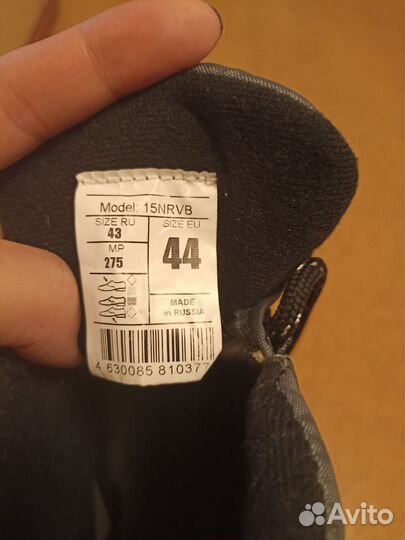 Model: 15NRVB
SIZE RU
43
MP
275
SIZE EU
44
MADE
in RUSSIA
4 630085 810377
Avito